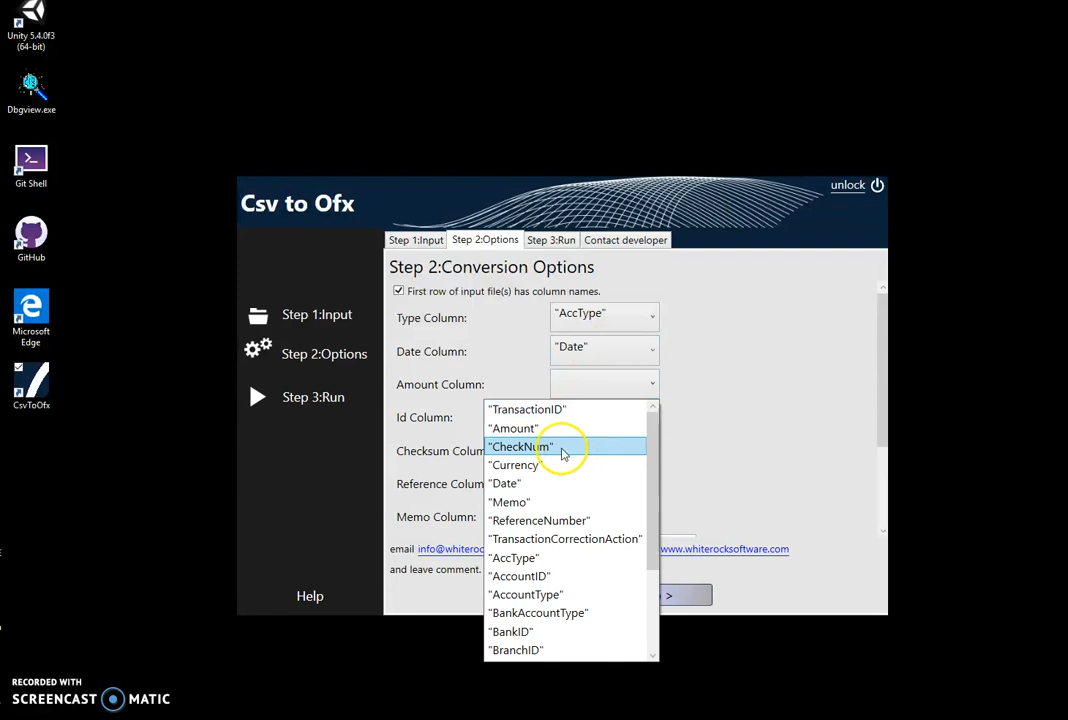 Unity 5.4.0f3
(64-bit)
Dbgview.exe
Git Shell
GitHub
Microsoft
Edge
CsvToOfx
Csv to Ofx
unlock
Step 1:Input
Step 2:Options
Step 3:Run
Contact developer
Step 2:Conversion Options
First row of input file(s) has column names.
Type Column:
"AccType"
Date Column:
"Date"
Amount Column:
Id Column:
Checksum Colum
Reference Colum
Memo Column:
"TransactionID"
"Amount"
"CheckNum"
"Currency"
"Date"
"Memo"
"ReferenceNumber"
"TransactionCorrectionAction"
"AccType"
"AccountID"
"AccountType"
"BankAccountType"
"BankID"
"BranchID"
Step 1:Input
Step 2:Options
Step 3:Run
Help
email info@whiterock
www.whiterocksoftware.com
and leave comment.
>
RECORDED WITH
SCREENCAST MATIC